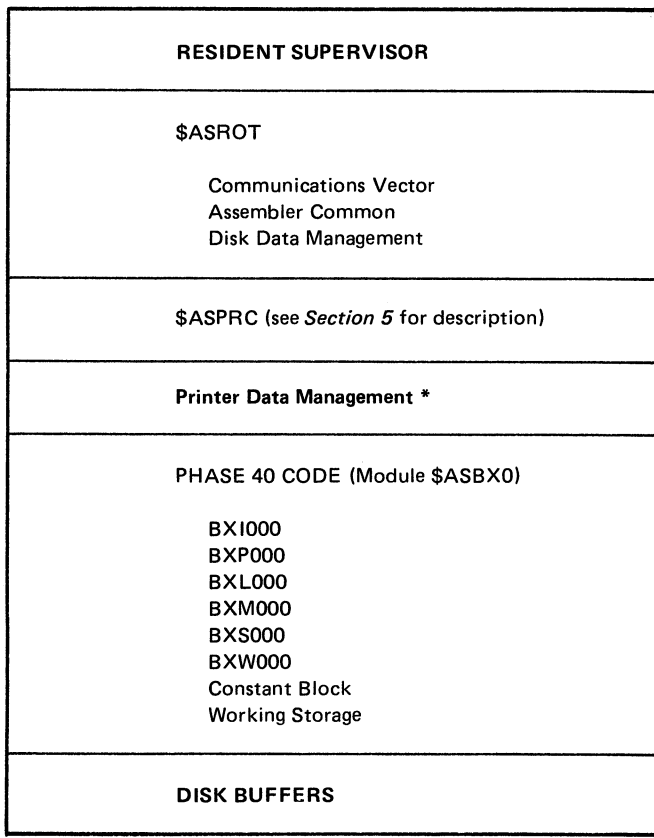 RESIDENT SUPERVISOR
$ASROT
Communications Vector
Assembler Common
Disk Data Management
$ASPRC (see Section 5 for description)
Printer Data Management *
PHASE 40 CODE (Module $ASBX0)
BXI000
BXP000
BXL000
BXM000
BXS000
BXW000
Constant Block
Working Storage
DISK BUFFERS